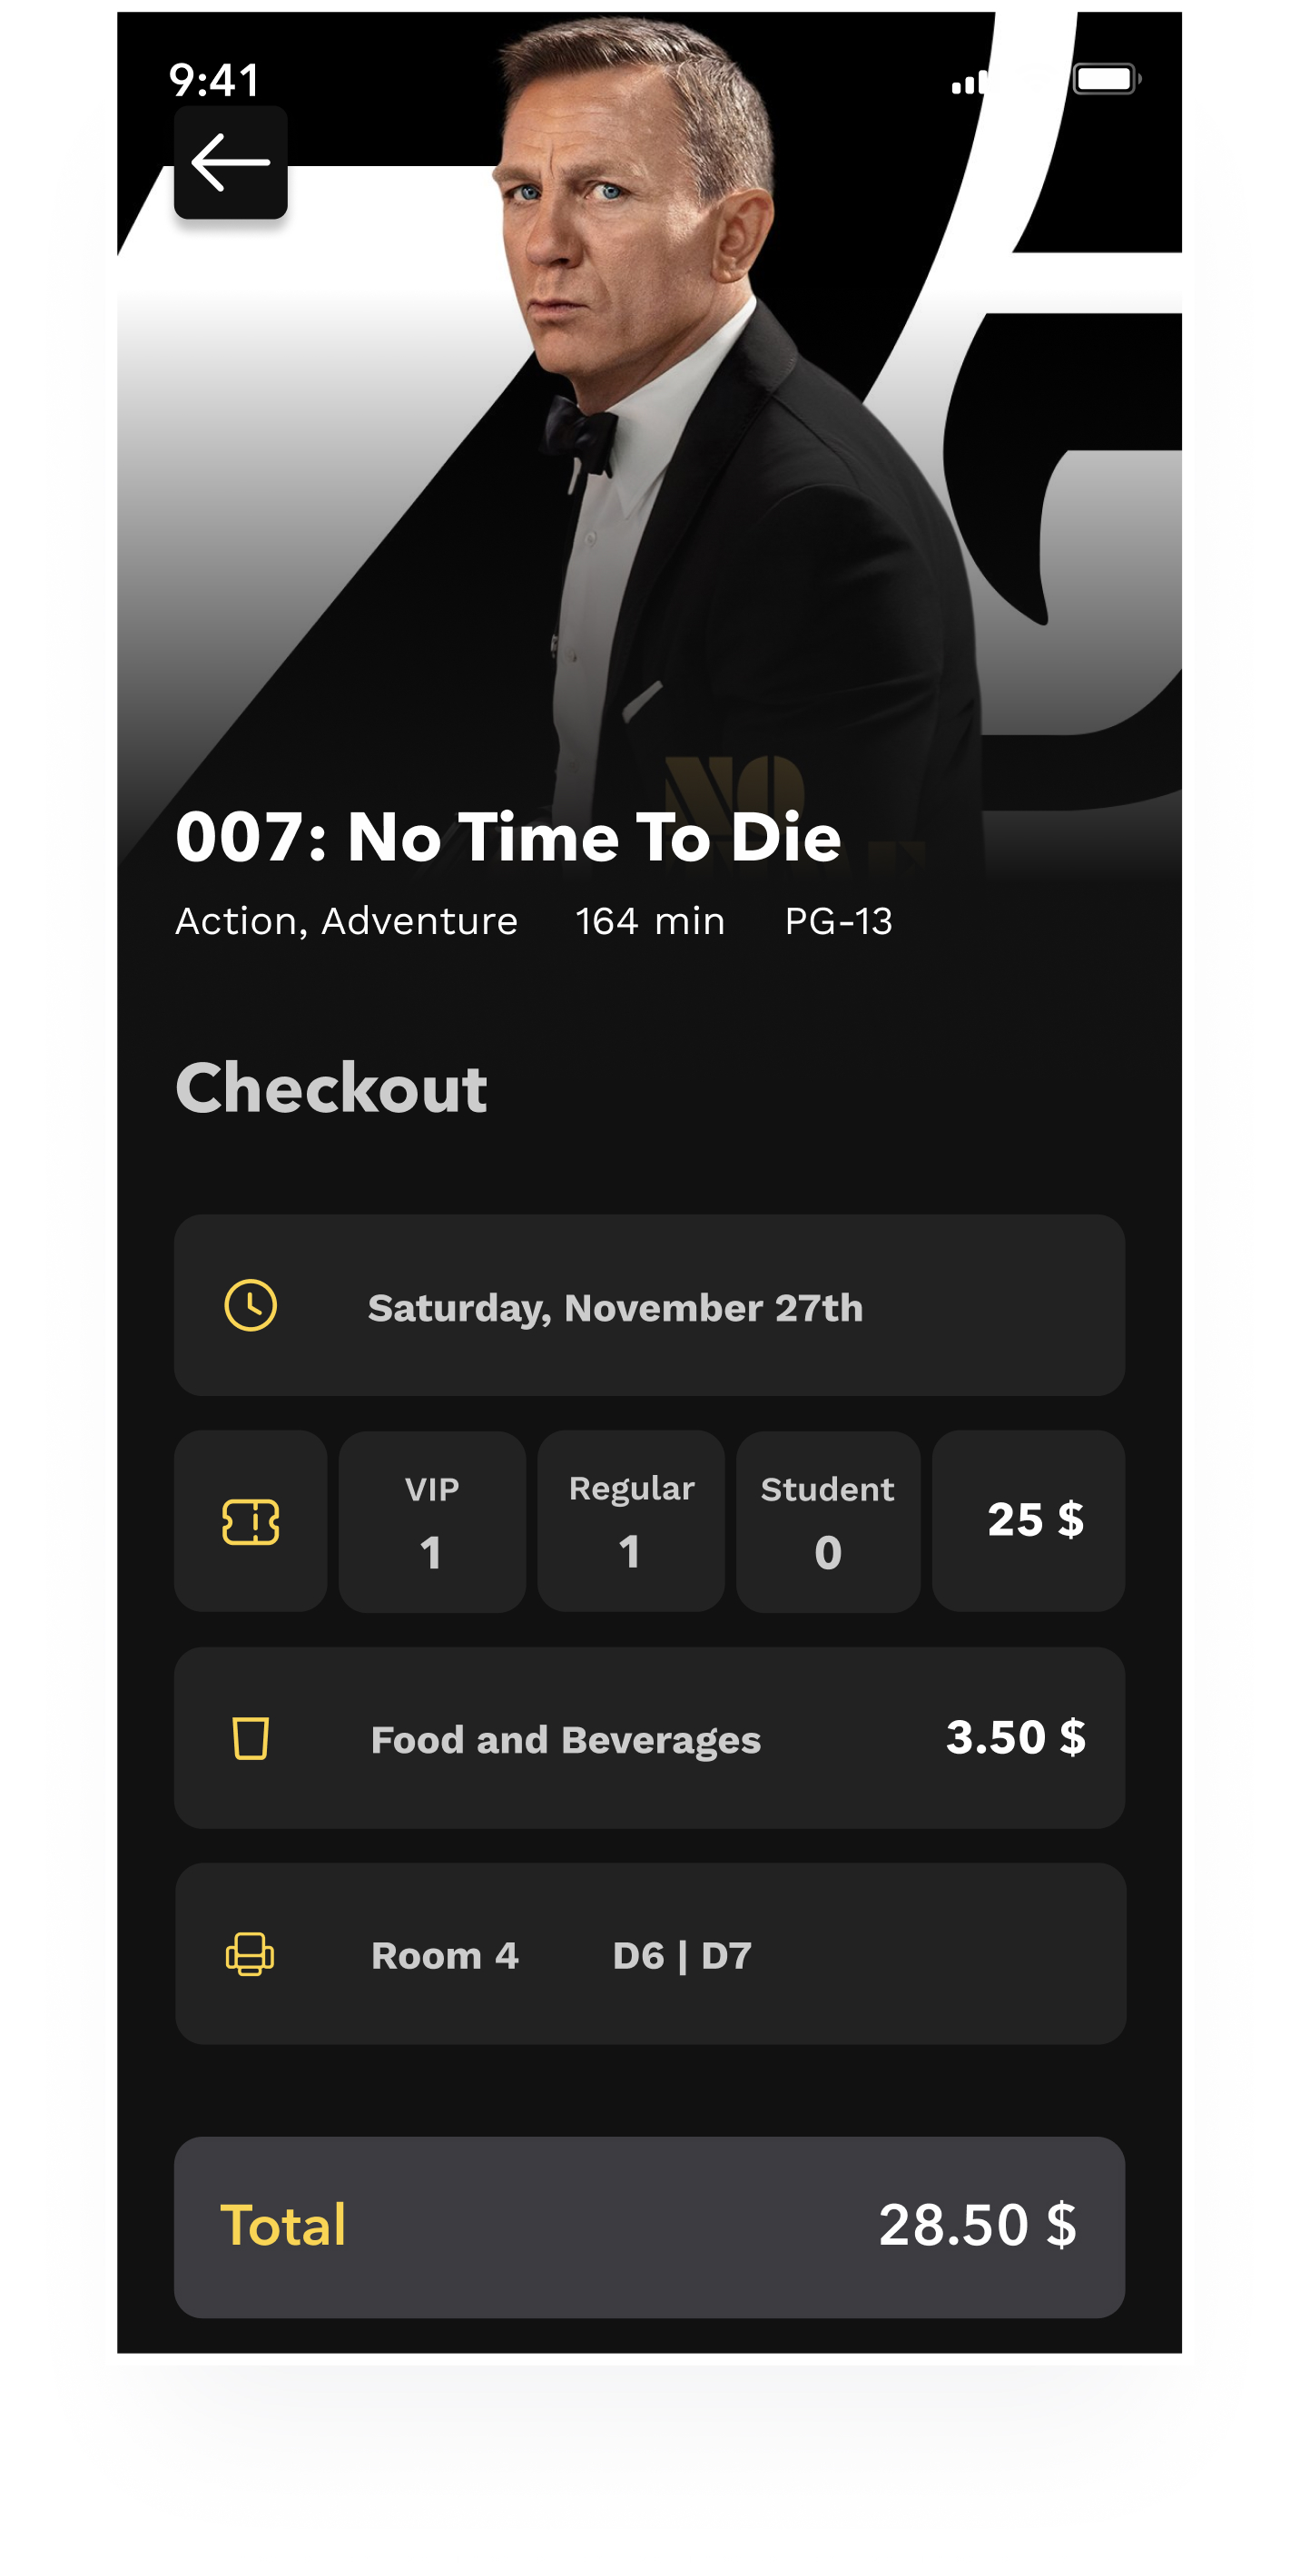 9:41
NO
007: No Time To Die
Action, Adventure 164 min PG-13
Checkout
Saturday, November 27th
VIP Regular Student
1 1 0 25 $
Food and Beverages 3.50 $
Room 4 D6 | D7
Total 28.50 $